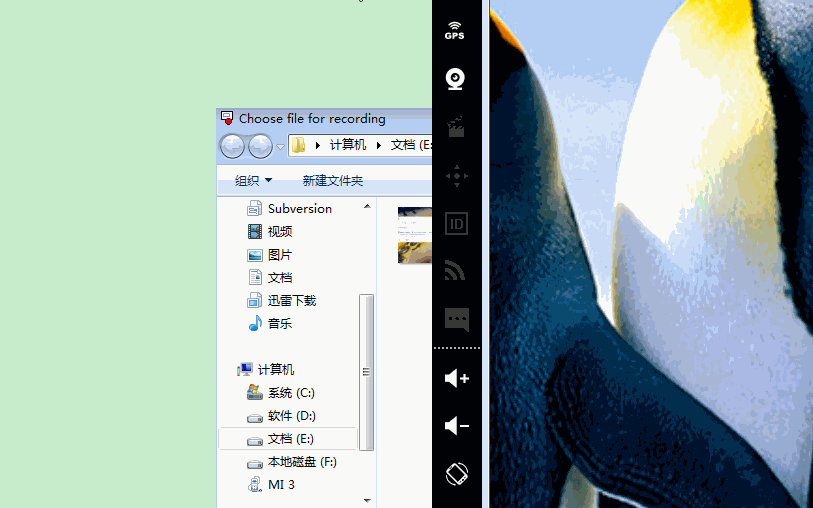 GPS
Choose file for recording
计算机 文档 (E:
组织 新建文件夹
ID
Subversion
视频
图片
文档
迅雷下载
音乐
计算机
系统 (C:)
软件 (D:)
文档 (E:)
本地磁盘 (F:)
MI 3